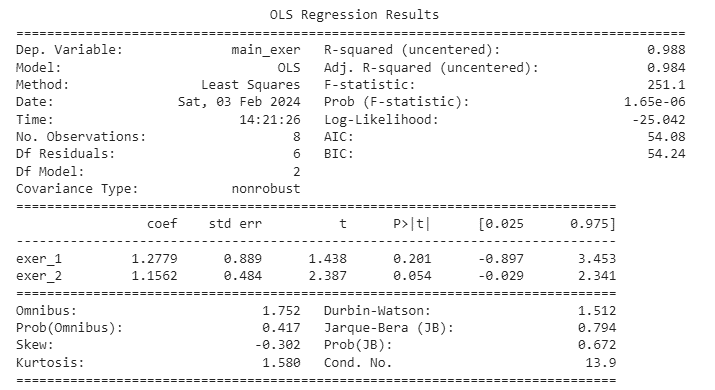 OLS Regression Results
Dep. Variable: main_exer R-squared (uncentered): 0.988
Model: OLS Adj. R-squared (uncentered): 0.984
Method: Least Squares F-statistic: 251.1
Date: Sat, 03 Feb 2024 Prob (F-statistic): 1.65e-06
Time: 14:21:26 Log-Likelihood: -25.042
No. Observations: 8 AIC: 54.08
Df Residuals: 6 BIC: 54.24
Df Model: 2
Covariance Type: nonrobust
coef std err t P>|t| [0.025 0.975]
exer_1 1.2779 0.889 1.438 0.201 -0.897 3.453
exer_2 1.1562 0.484 2.387 0.054 -0.029 2.341
Omnibus: 1.752 Durbin-Watson: 1.512
Prob(Omnibus): 0.417 Jarque-Bera (JB): 0.794
Skew: -0.302 Prob(JB): 0.672
Kurtosis: 1.580 Cond. No. 13.9